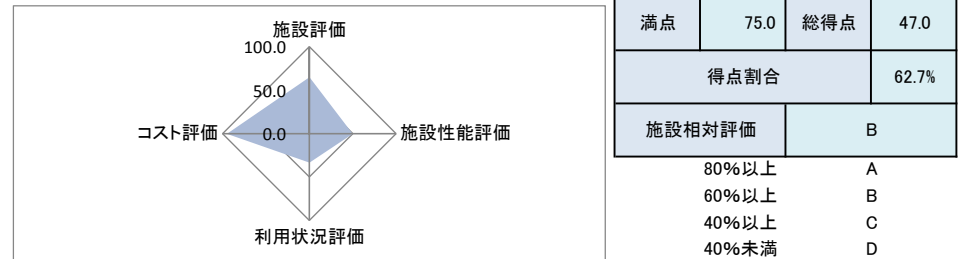 施設評価
100.0
50.0
0.0
コスト評価
施設性能評価
利用状況評価
満点 75.0 総得点 47.0
得点割合 62.7%
施設相対評価 B
80%以上 A
60%以上 B
40%以上 C
40%未満 D